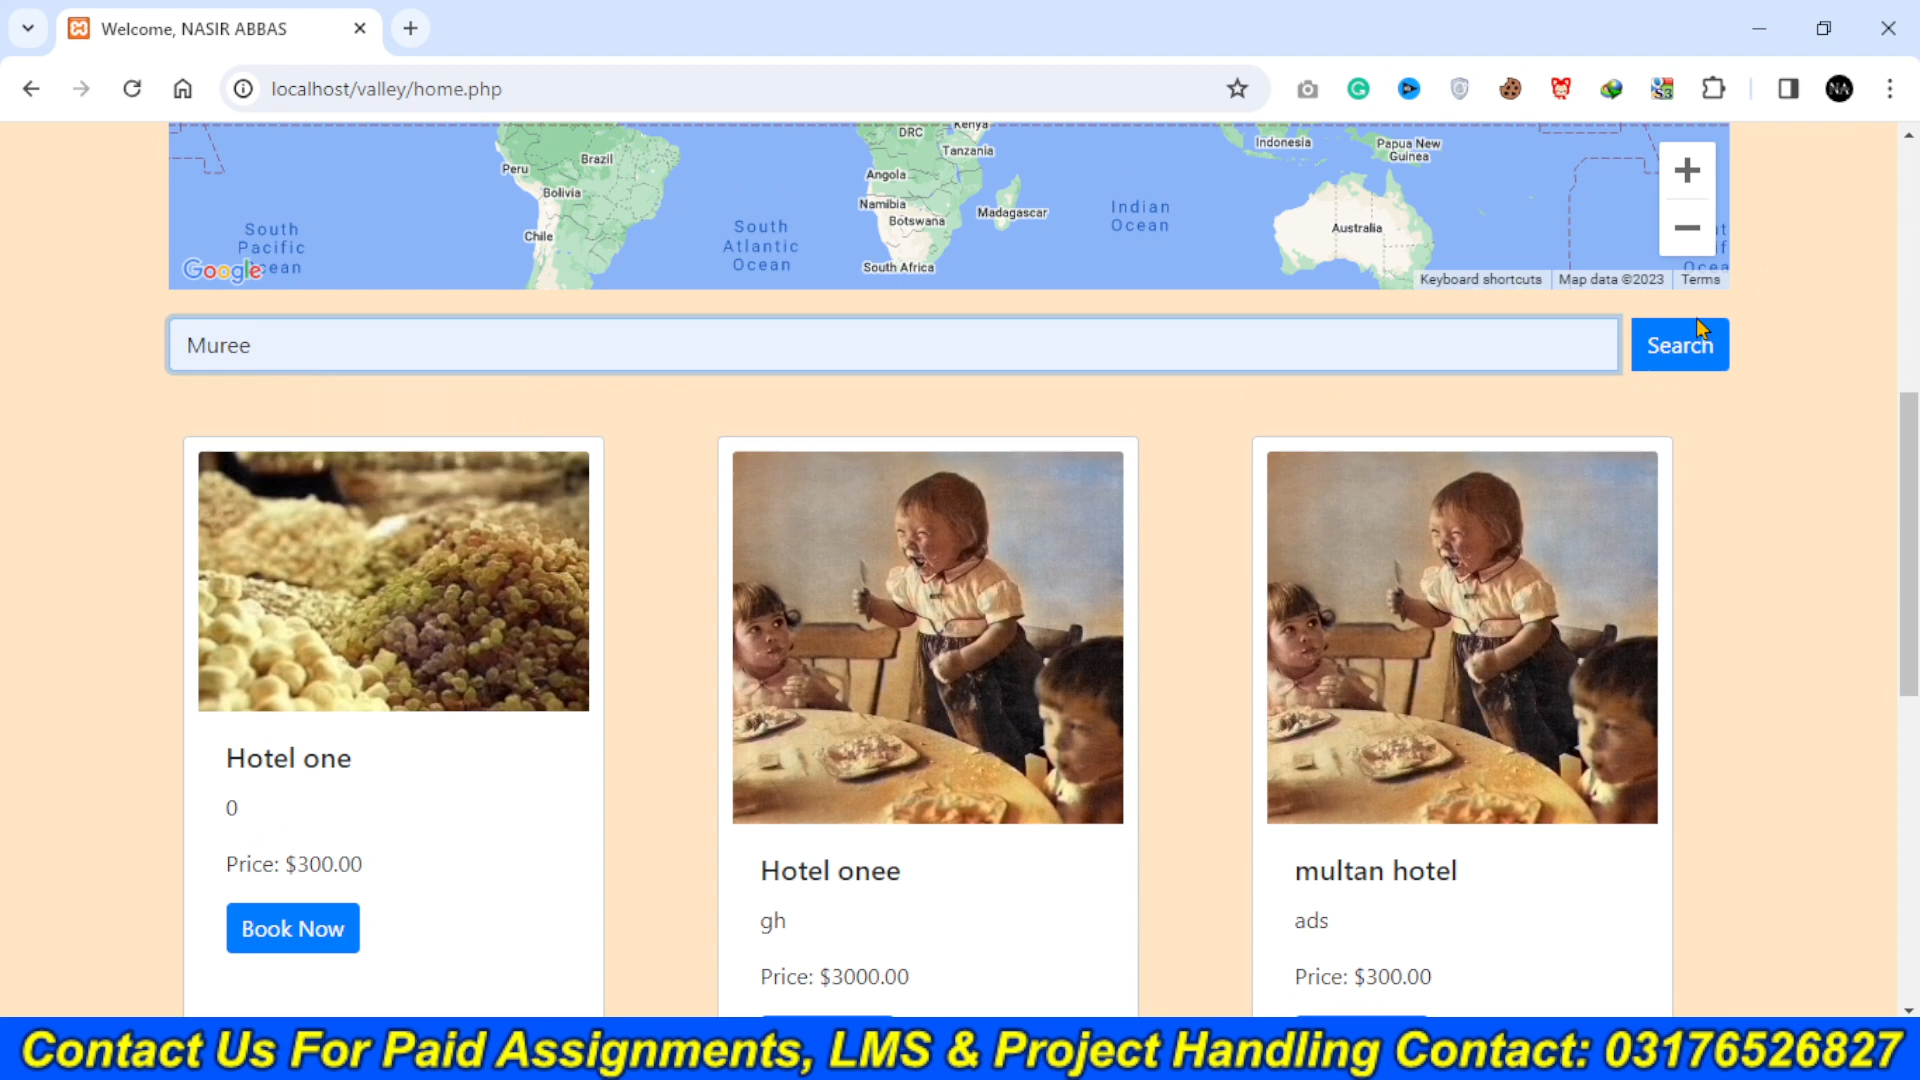 Welcome, NASIR ABBAS
localhost/valley/home.php
NA
DRC
Kenya
Tanzania
Indonesia
Papua New
Guinea
Brazil
Peru
Bolivia
Angola
Namibia
Botswana
Madagascar
Indian
Ocean
South
Pacific
Ocean
Chile
South
Atlantic
Ocean
Australia
South Africa
Google
Keyboard shortcuts
Map data ©2023
Terms
Muree
Search
Hotel one
0
Price: $300.00
Book Now
Hotel onee
gh
Price: $3000.00
multan hotel
ads
Price: $300.00
Contact Us For Paid Assignments, LMS & Project Handling Contact: 03176526827